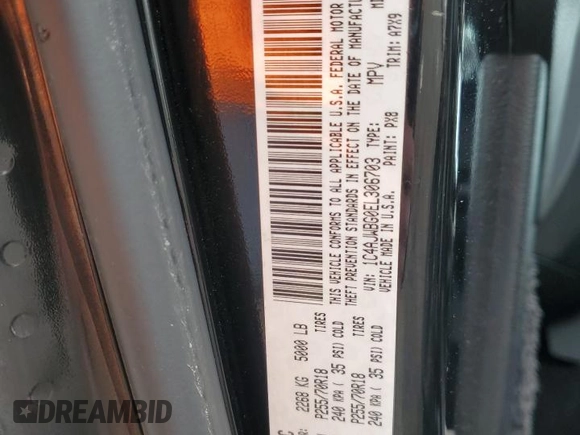 2268 KG 5000 LB
P255/70R18 TIRES
240 KPA ( 35 PSI) COLD
P255/70R18 TIRES
240 KPA ( 35 PSI) COLD
THIS VEHICLE CONFORMS TO ALL APPLICABLE U.S.A. FEDERAL MOTOR
THEFT PREVENTION STANDARDS IN EFFECT ON THE DATE OF MANUFACTUR
VIN: 1C4AJWBG0EL306703 TYPE: MPV
VEHICLE MADE IN U.S.A. PAINT: PX8 TRIM: A7X9
DREAMBID